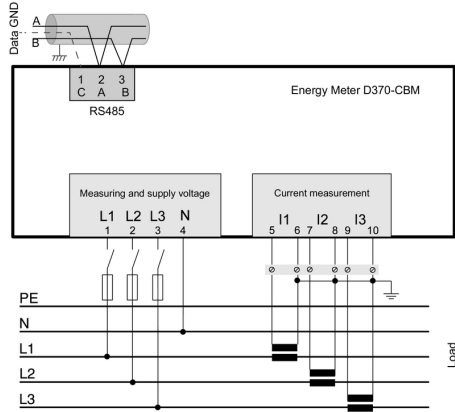 Data GND
A
B
1 2 3
C A B
RS485
Energy Meter D370-CBM
Measuring and supply voltage
L1 L2 L3 N
1 2 3 4
Current measurement
I1 I2 I3
5 6 7 8 9 10
PE
N
L1
L2
L3
Load